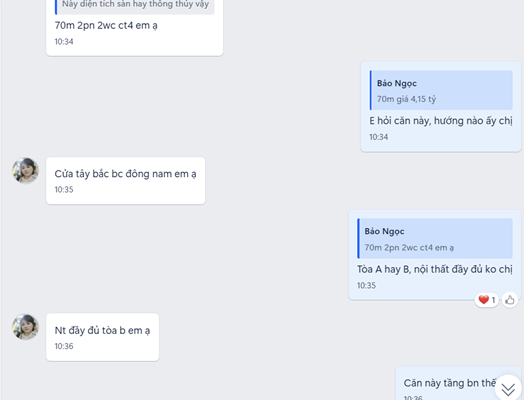 Này diện tích sàn hay thông thủy vậy
70m 2pn 2wc ct4 em ạ
10:34
Bảo Ngọc
70m giá 4,15 tỷ
E hỏi căn này, hướng nào ấy chị
10:34
Cửa tây bắc bc đông nam em ạ
10:35
Bảo Ngọc
70m 2pn 2wc ct4 em ạ
Tòa A hay B, nội thất đầy đủ ko chị
10:35
1
Nt đầy đủ tòa b em ạ
10:36
Căn này tầng bn thế
10:36